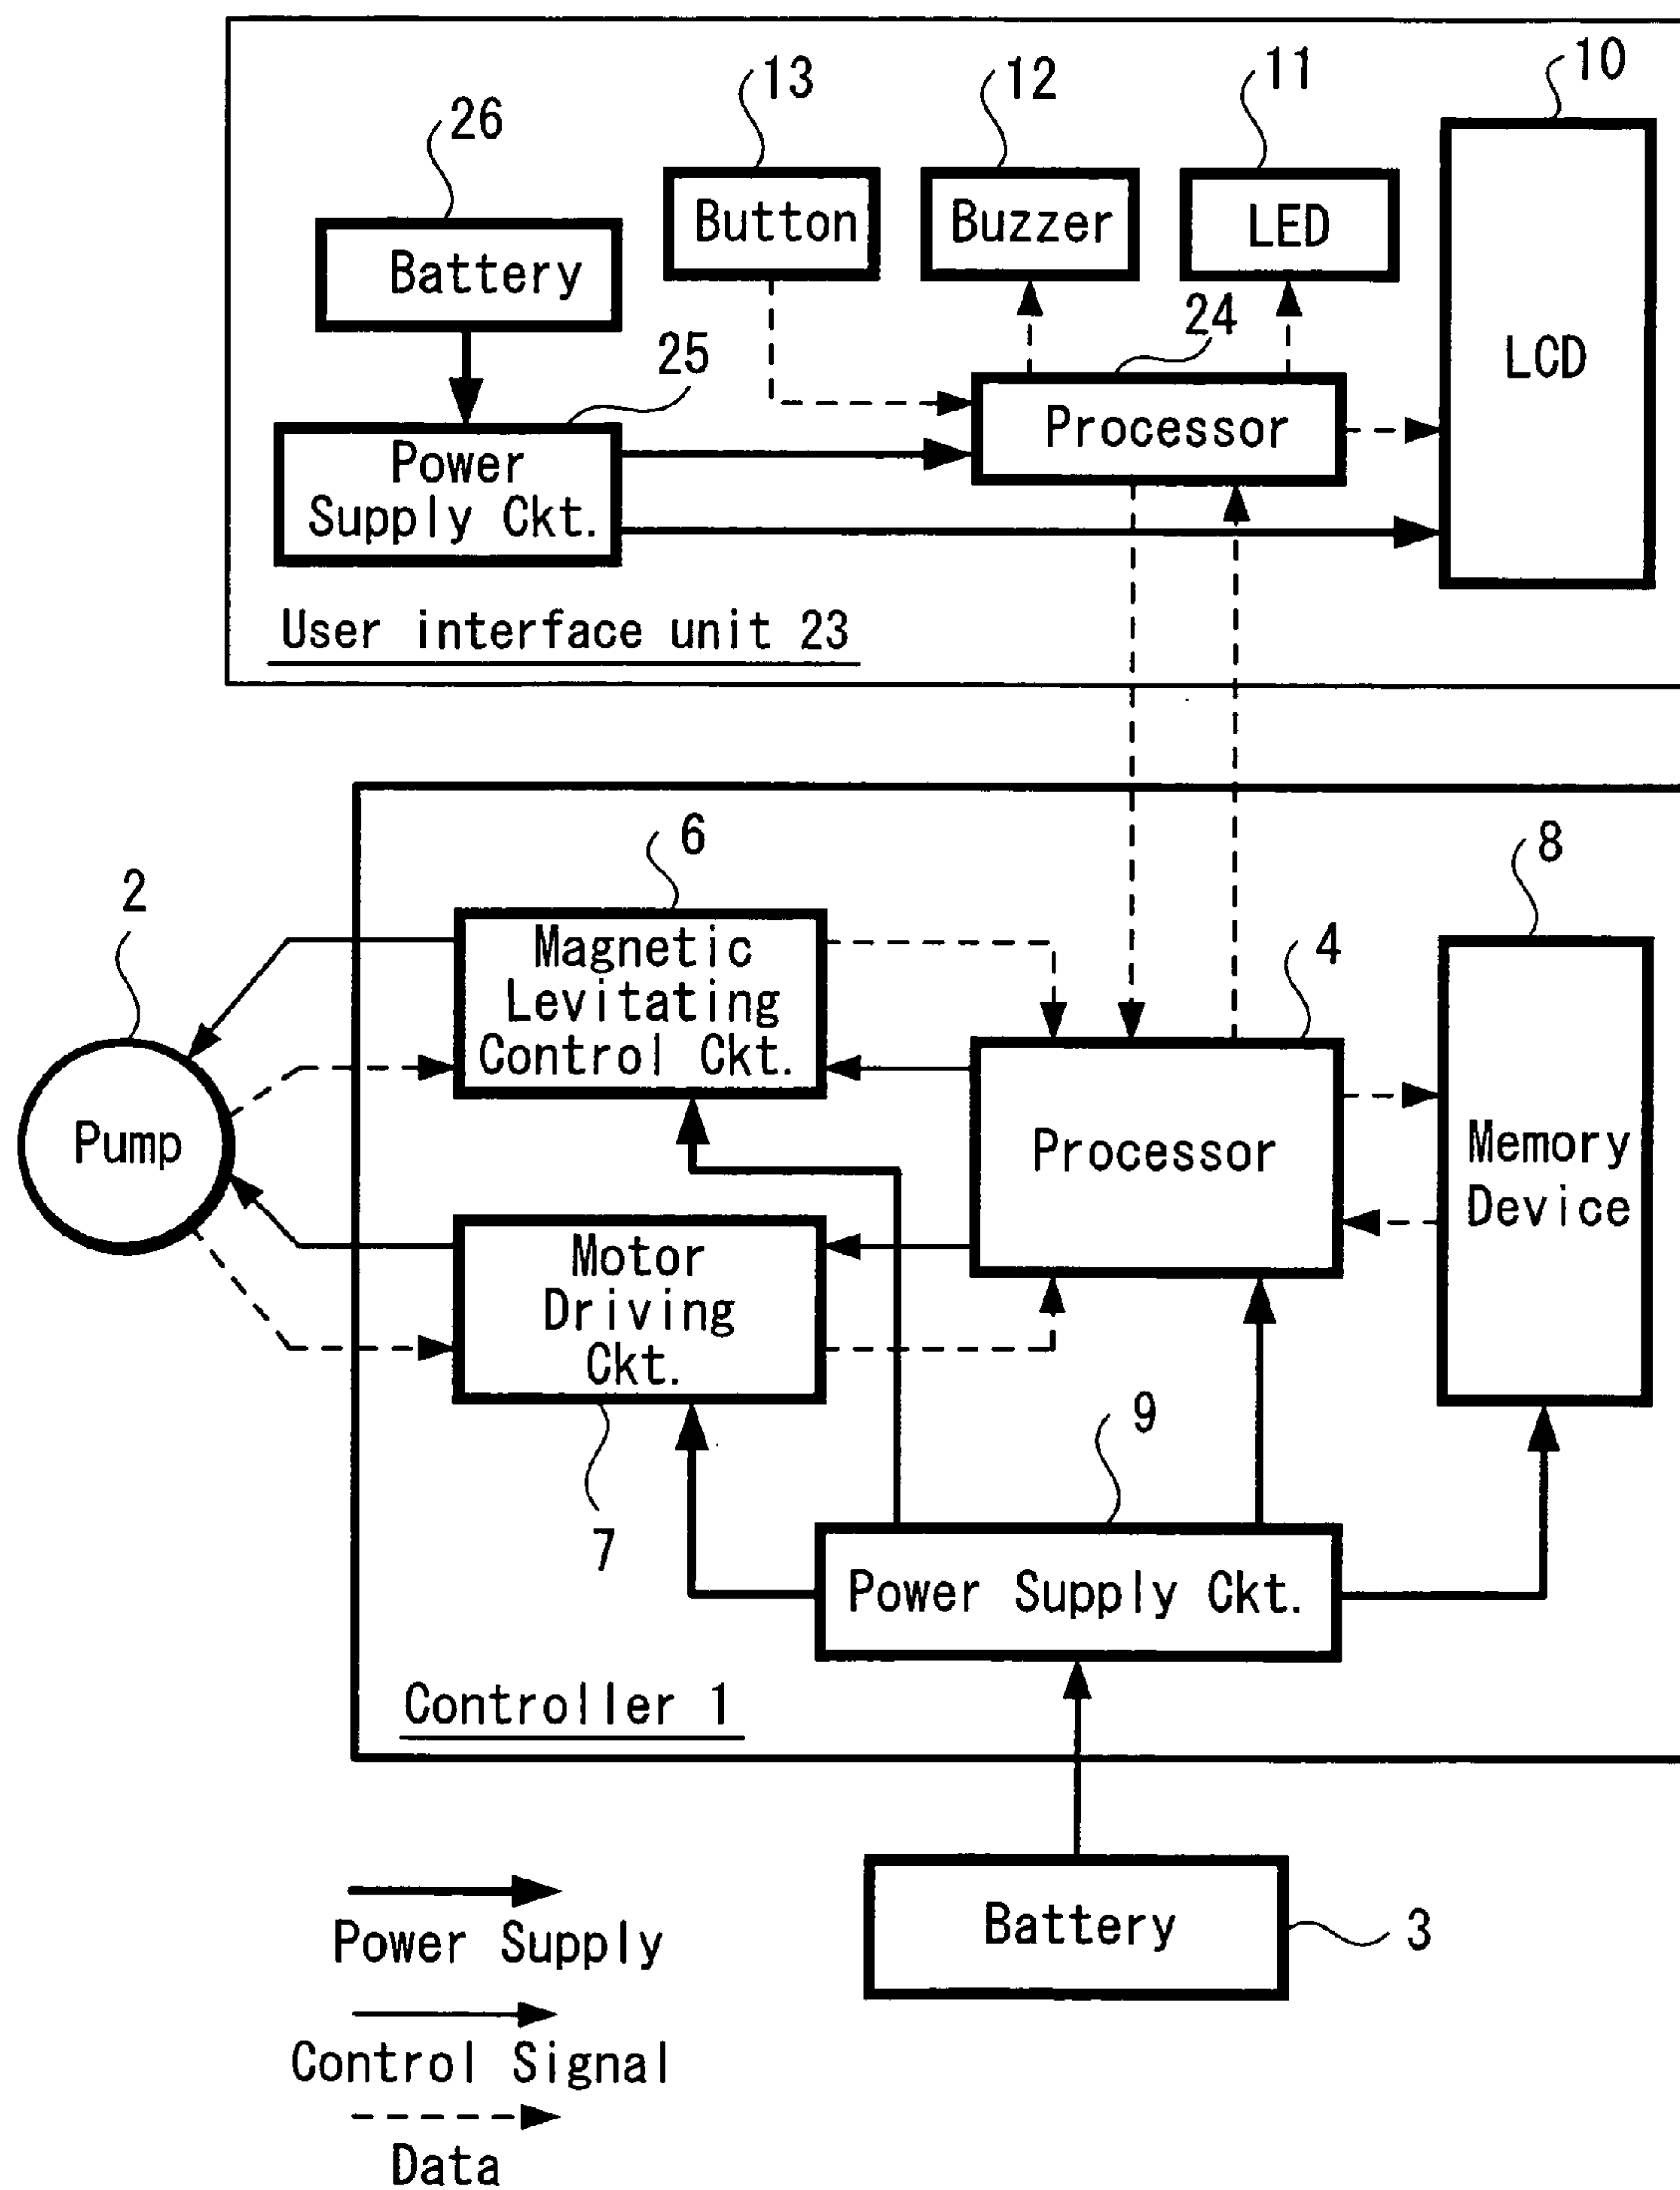 13
12
11
10
26
Button
Buzzer
LED
Battery
24
25
LCD
Processor
Power
Supply Ckt.
User interface unit 23
6
8
2
Magnetic
Levitating
Control Ckt.
4
Pump
Processor
Memory
Device
Motor
Driving
Ckt.
9
7
Power Supply Ckt.
Controller 1
Battery
3
Power Supply
Control Signal
Data